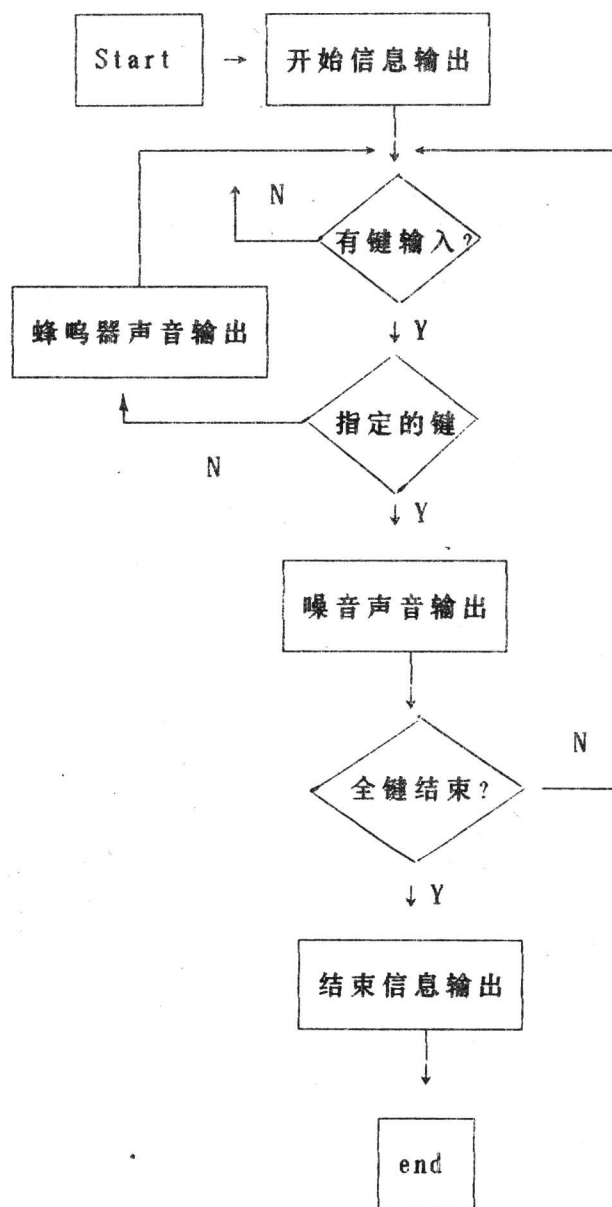 Start → 开始信息输出
N
有键输入?
↓ Y
蜂鸣器声音输出
指定的键
N
↓ Y
噪音声音输出
N
全键结束?
↓ Y
结束信息输出
end